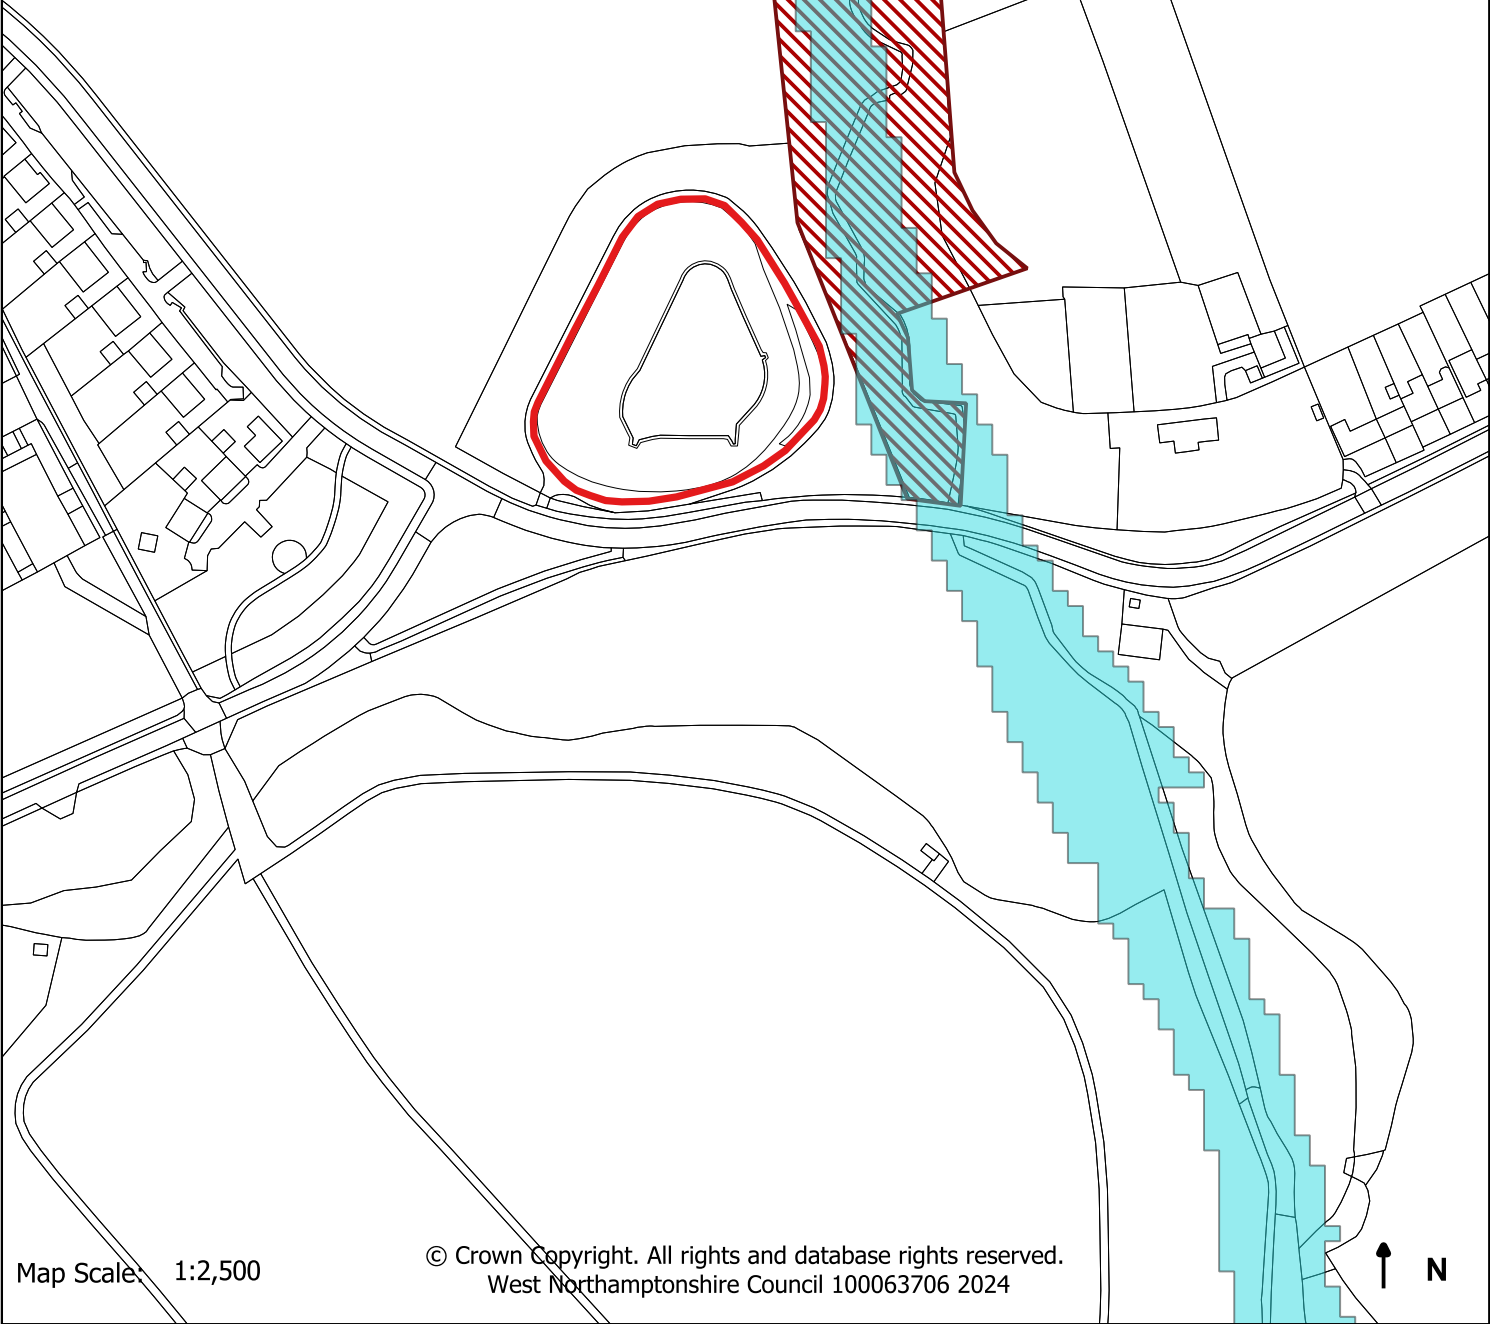 © Crown Copyright. All rights and database rights reserved.
West Northamptonshire Council 100063706 2024
Map Scale: 1:2,500
N